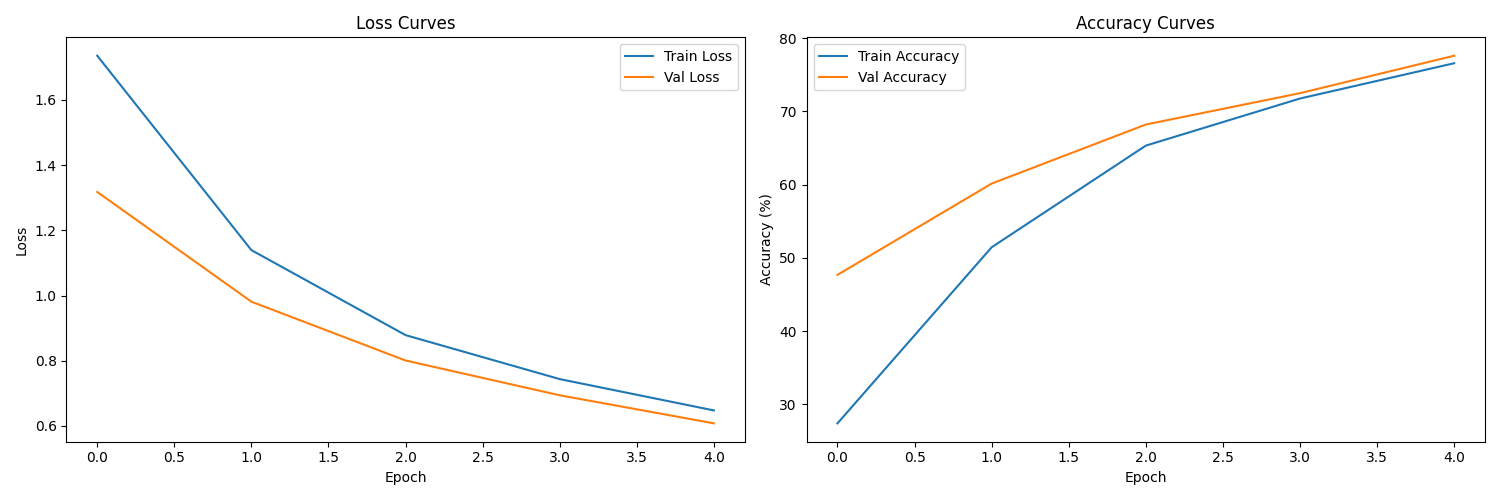 Loss Curves
Train Loss
Val Loss
1.6
1.4
1.2
1.0
0.8
0.6
Loss
0.0 0.5 1.0 1.5 2.0 2.5 3.0 3.5 4.0
Epoch
Accuracy Curves
Train Accuracy
Val Accuracy
80
70
60
50
40
30
Accuracy (%)
0.0 0.5 1.0 1.5 2.0 2.5 3.0 3.5 4.0
Epoch